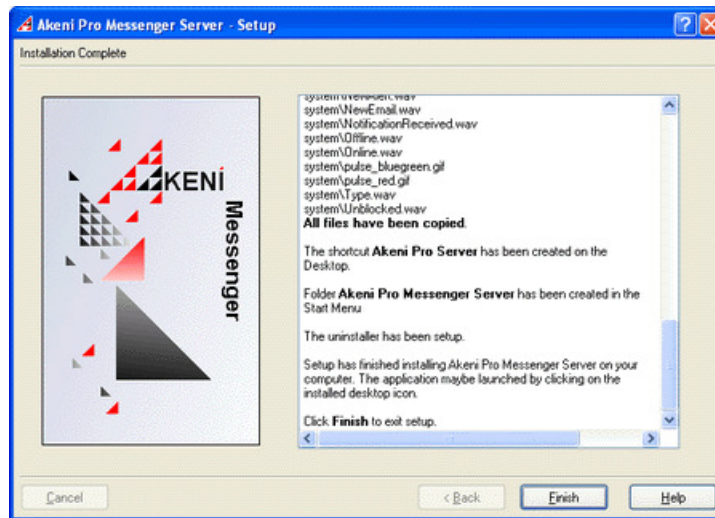 Akeni Pro Messenger Server - Setup
Installation Complete
AKENI
Messenger
system\NewEmail.wav
system\NotificationReceived.wav
system\Offline.wav
system\Online.wav
system\pulse_bluegreen.gif
system\pulse_red.gif
system\Type.wav
system\Unblocked.wav
All files have been copied.
The shortcut Akeni Pro Server has been created on the
Desktop.
Folder Akeni Pro Messenger Server has been created in the
Start Menu
The uninstaller has been setup.
Setup has finished installing Akeni Pro Messenger Server on your
computer. The application maybe launched by clicking on the
installed desktop icon.
Click Finish to exit setup.
Cancel
< Back
Finish
Help